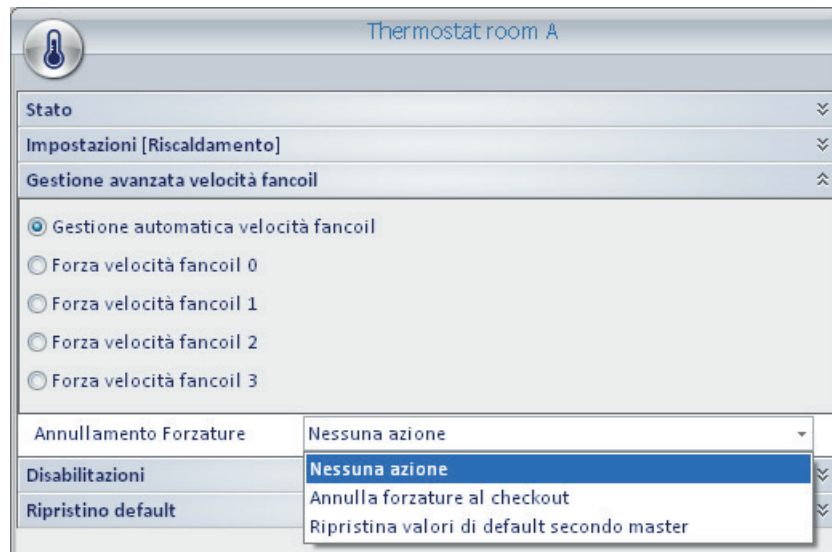 Thermostat room A
Stato
Impostazioni [Riscaldamento]
Gestione avanzata velocità fancoil
Gestione automatica velocità fancoil
Forza velocità fancoil 0
Forza velocità fancoil 1
Forza velocità fancoil 2
Forza velocità fancoil 3
Annullamento Forzature Nessuna azione
Nessuna azione
Annulla forzature al checkout
Ripristina valori di default secondo master
Disabilitazioni
Ripristino default